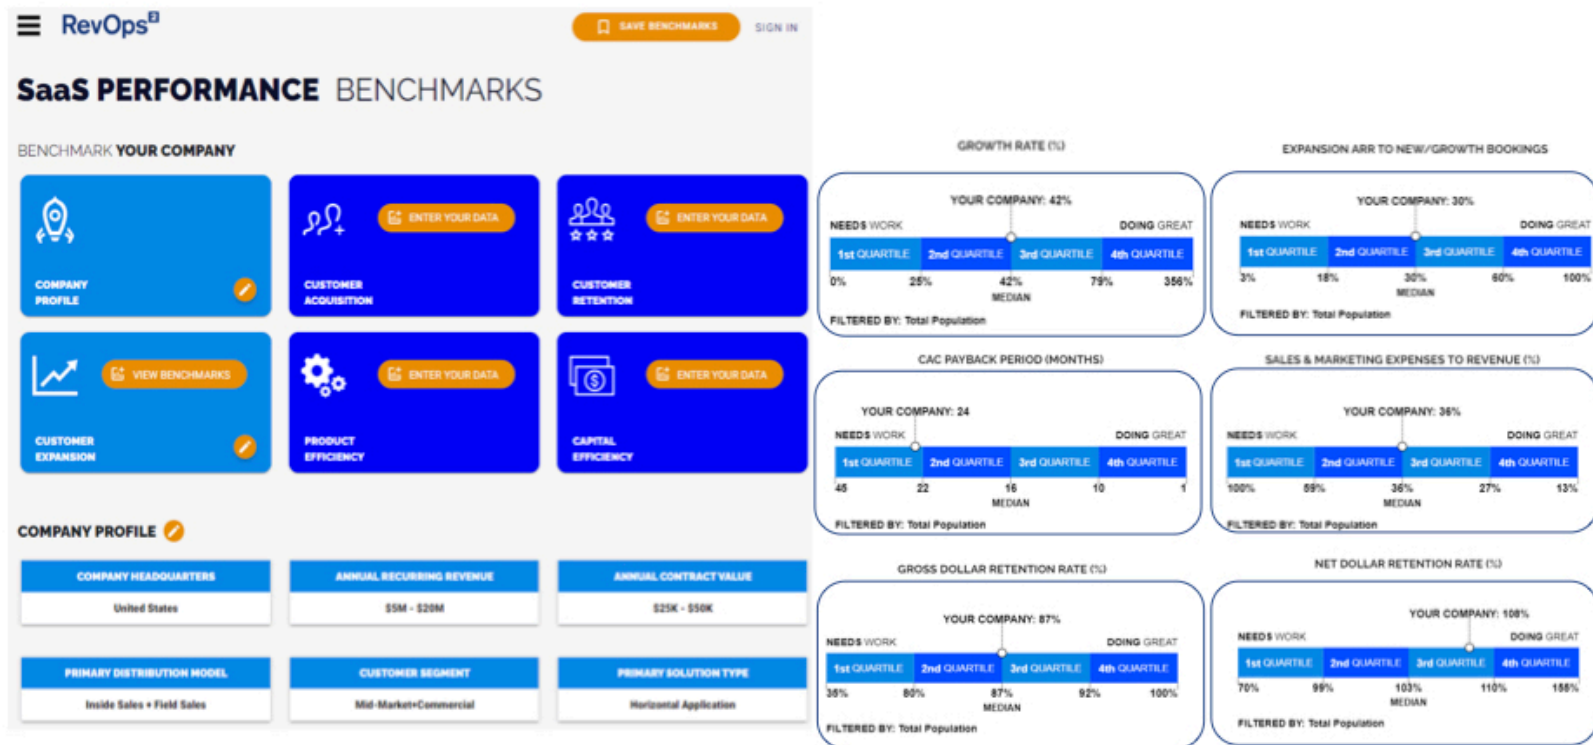 RevOps²
SAVE BENCHMARKS
SIGN IN
SaaS PERFORMANCE BENCHMARKS
BENCHMARK YOUR COMPANY
COMPANY
PROFILE
ENTER YOUR DATA
CUSTOMER
ACQUISITION
ENTER YOUR DATA
CUSTOMER
RETENTION
VIEW BENCHMARKS
CUSTOMER
EXPANSION
ENTER YOUR DATA
PRODUCT
EFFICIENCY
ENTER YOUR DATA
CAPITAL
EFFICIENCY
COMPANY PROFILE
COMPANY HEADQUARTERS
United States
ANNUAL RECURRING REVENUE
$5M - $20M
ANNUAL CONTRACT VALUE
$25K - $50K
PRIMARY DISTRIBUTION MODEL
Inside Sales + Field Sales
CUSTOMER SEGMENT
Mid-Market+Commercial
PRIMARY SOLUTION TYPE
Horizontal Application
GROWTH RATE (%)
YOUR COMPANY: 42%
NEEDS WORK DOING GREAT
1st QUARTILE 2nd QUARTILE 3rd QUARTILE 4th QUARTILE
0% 25% 42% 79% 356%
MEDIAN
FILTERED BY: Total Population
EXPANSION ARR TO NEW/GROWTH BOOKINGS
YOUR COMPANY: 30%
NEEDS WORK DOING GREAT
1st QUARTILE 2nd QUARTILE 3rd QUARTILE 4th QUARTILE
3% 18% 30% 60% 100%
MEDIAN
FILTERED BY: Total Population
CAC PAYBACK PERIOD (MONTHS)
YOUR COMPANY: 24
NEEDS WORK DOING GREAT
1st QUARTILE 2nd QUARTILE 3rd QUARTILE 4th QUARTILE
45 22 16 10 1
MEDIAN
FILTERED BY: Total Population
SALES & MARKETING EXPENSES TO REVENUE (%)
YOUR COMPANY: 36%
NEEDS WORK DOING GREAT
1st QUARTILE 2nd QUARTILE 3rd QUARTILE 4th QUARTILE
100% 59% 36% 27% 13%
MEDIAN
FILTERED BY: Total Population
GROSS DOLLAR RETENTION RATE (%)
YOUR COMPANY: 87%
NEEDS WORK DOING GREAT
1st QUARTILE 2nd QUARTILE 3rd QUARTILE 4th QUARTILE
35% 80% 87% 92% 100%
MEDIAN
FILTERED BY: Total Population
NET DOLLAR RETENTION RATE (%)
YOUR COMPANY: 108%
NEEDS WORK DOING GREAT
1st QUARTILE 2nd QUARTILE 3rd QUARTILE 4th QUARTILE
70% 99% 103% 110% 156%
MEDIAN
FILTERED BY: Total Population